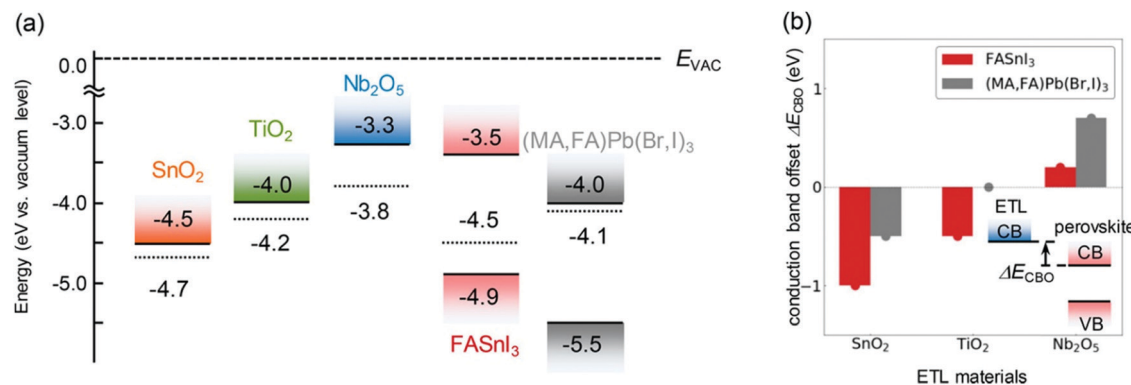 (a)
0.0
E_VAC
Nb₂O₅
-3.0
-3.3
-3.5
TiO₂
(MA,FA)Pb(Br,I)₃
SnO₂
-4.0
-4.0
-3.8
-4.0
-4.5
-4.2
-4.5
-4.1
-4.7
-5.0
-4.9
FASnI₃
-5.5
Energy (eV vs. vacuum level)
(b)
FASnI₃
(MA,FA)Pb(Br,I)₃
1
0
−1
conduction band offset ΔE_CBO (eV)
ETL
CB
perovskite
CB
ΔE_CBO
VB
SnO₂
TiO₂
Nb₂O₅
ETL materials